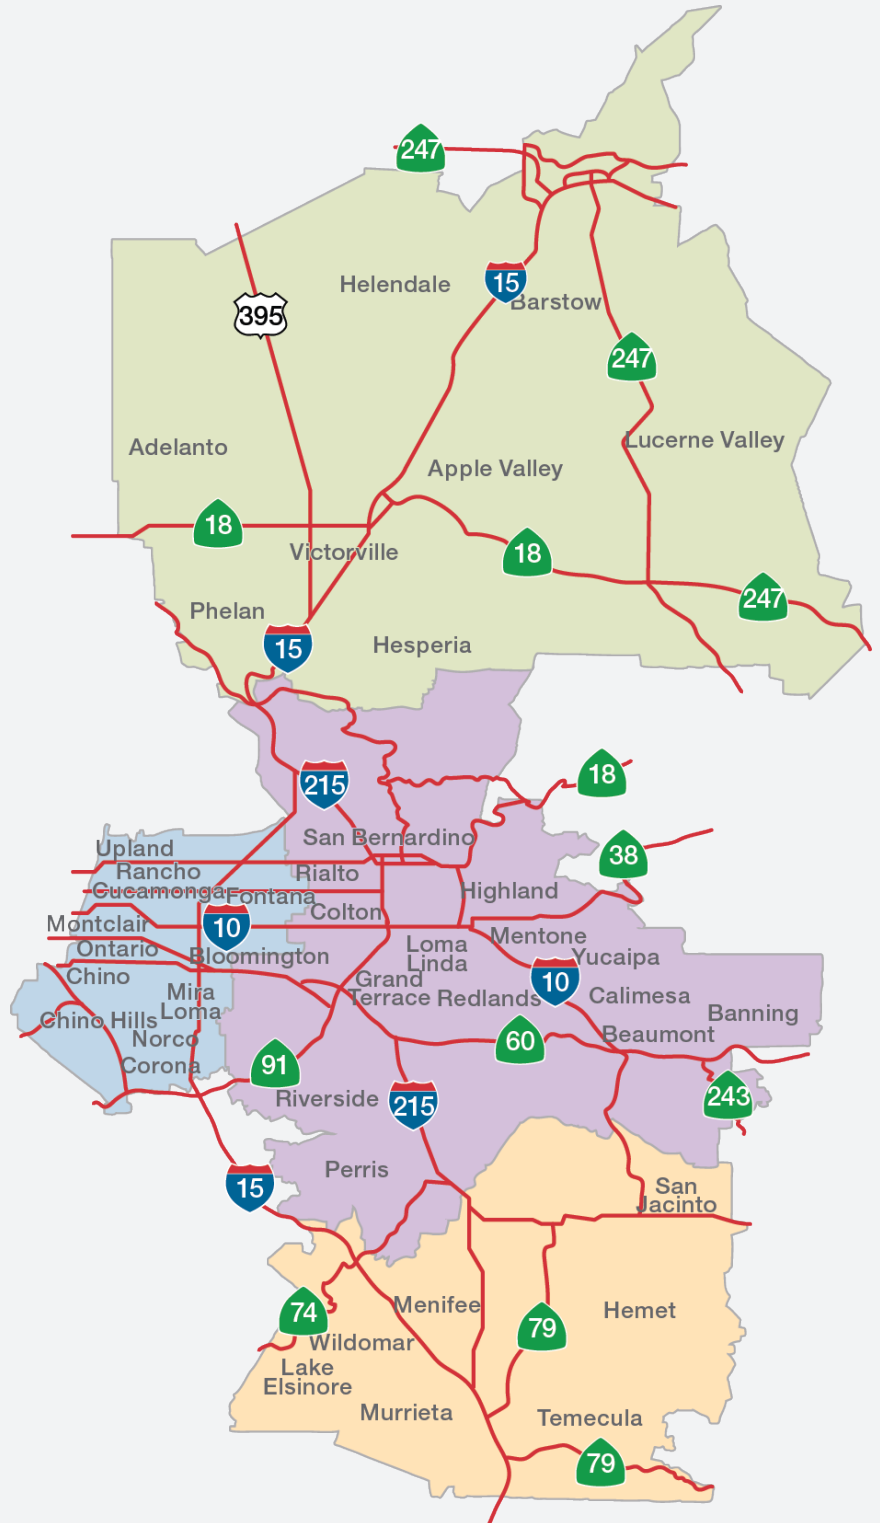 247
Helendale
15
Barstow
395
247
Adelanto
Lucerne Valley
Apple Valley
18
Victorville
18
247
Phelan
15
Hesperia
215
18
San Bernardino
Upland
38
Rancho
Cucamonga
Rialto
Fontana
Highland
Colton
Montclair
10
Mentone
Ontario
Bloomington
Loma
Linda
Yucaipa
Chino
Grand
Terrace
10
Mira
Loma
Redlands
Calimesa
Chino Hills
Banning
Norco
60
Beaumont
Corona
91
Riverside
215
243
Perris
15
San
Jacinto
74
Menifee
79
Hemet
Wildomar
Lake
Elsinore
Murrieta
Temecula
79